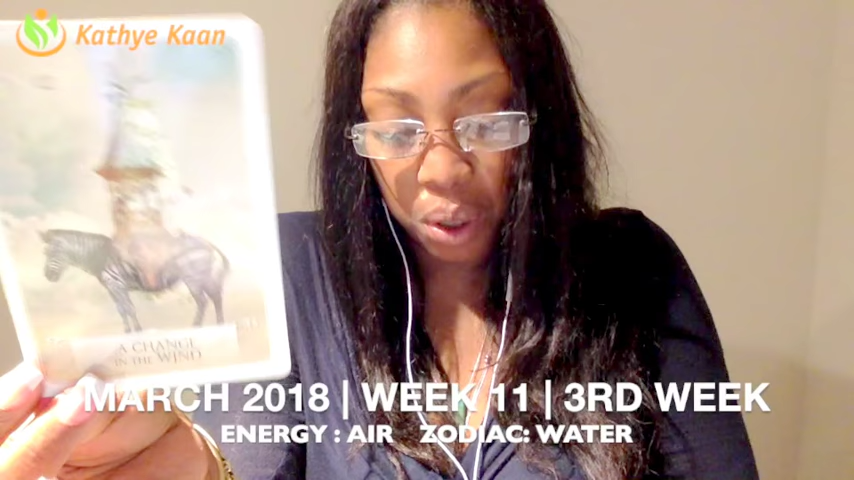 Kathye Kaan
A CHANGE
IN THE WIND
MARCH 2018 | WEEK 11 | 3RD WEEK
ENERGY : AIR ZODIAC: WATER